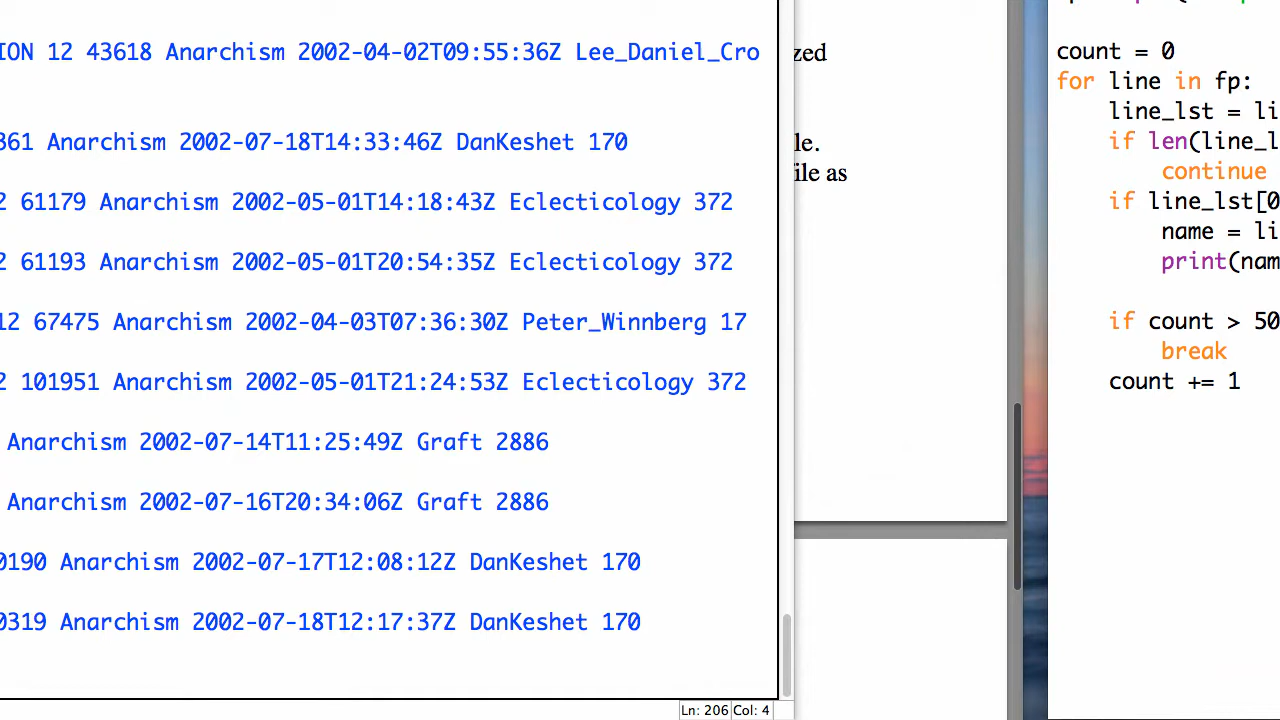 ION 12 43618 Anarchism 2002-04-02T09:55:36Z Lee_Daniel_Cro
361 Anarchism 2002-07-18T14:33:46Z DanKeshet 170
2 61179 Anarchism 2002-05-01T14:18:43Z Eclecticology 372
2 61193 Anarchism 2002-05-01T20:54:35Z Eclecticology 372
12 67475 Anarchism 2002-04-03T07:36:30Z Peter_Winnberg 17
2 101951 Anarchism 2002-05-01T21:24:53Z Eclecticology 372
Anarchism 2002-07-14T11:25:49Z Graft 2886
Anarchism 2002-07-16T20:34:06Z Graft 2886
0190 Anarchism 2002-07-17T12:08:12Z DanKeshet 170
0319 Anarchism 2002-07-18T12:17:37Z DanKeshet 170
Ln: 206 Col: 4
zed
le.
ile as
count = 0
for line in fp:
line_lst = li
if len(line_l
continue
if line_lst[0
name = li
print(nam
if count > 50
break
count += 1